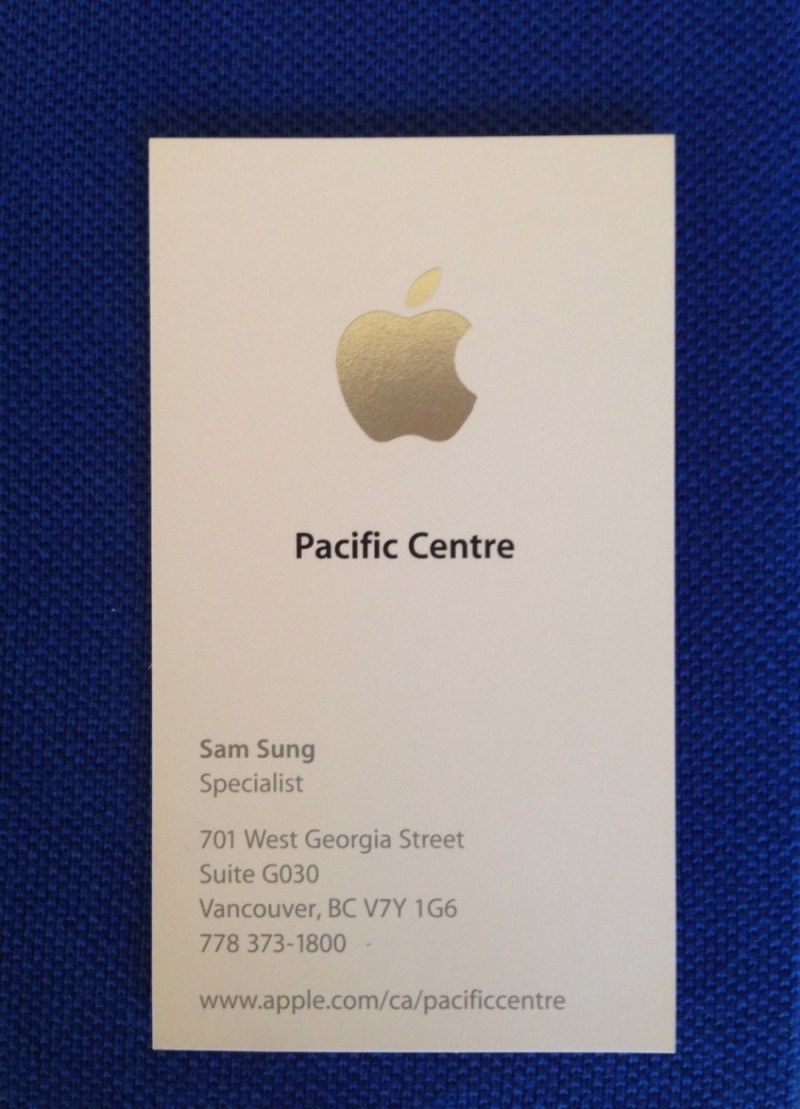 Pacific Centre
Sam Sung
Specialist
701 West Georgia Street
Suite G030
Vancouver, BC V7Y 1G6
778 373-1800
www.apple.com/ca/pacificcentre